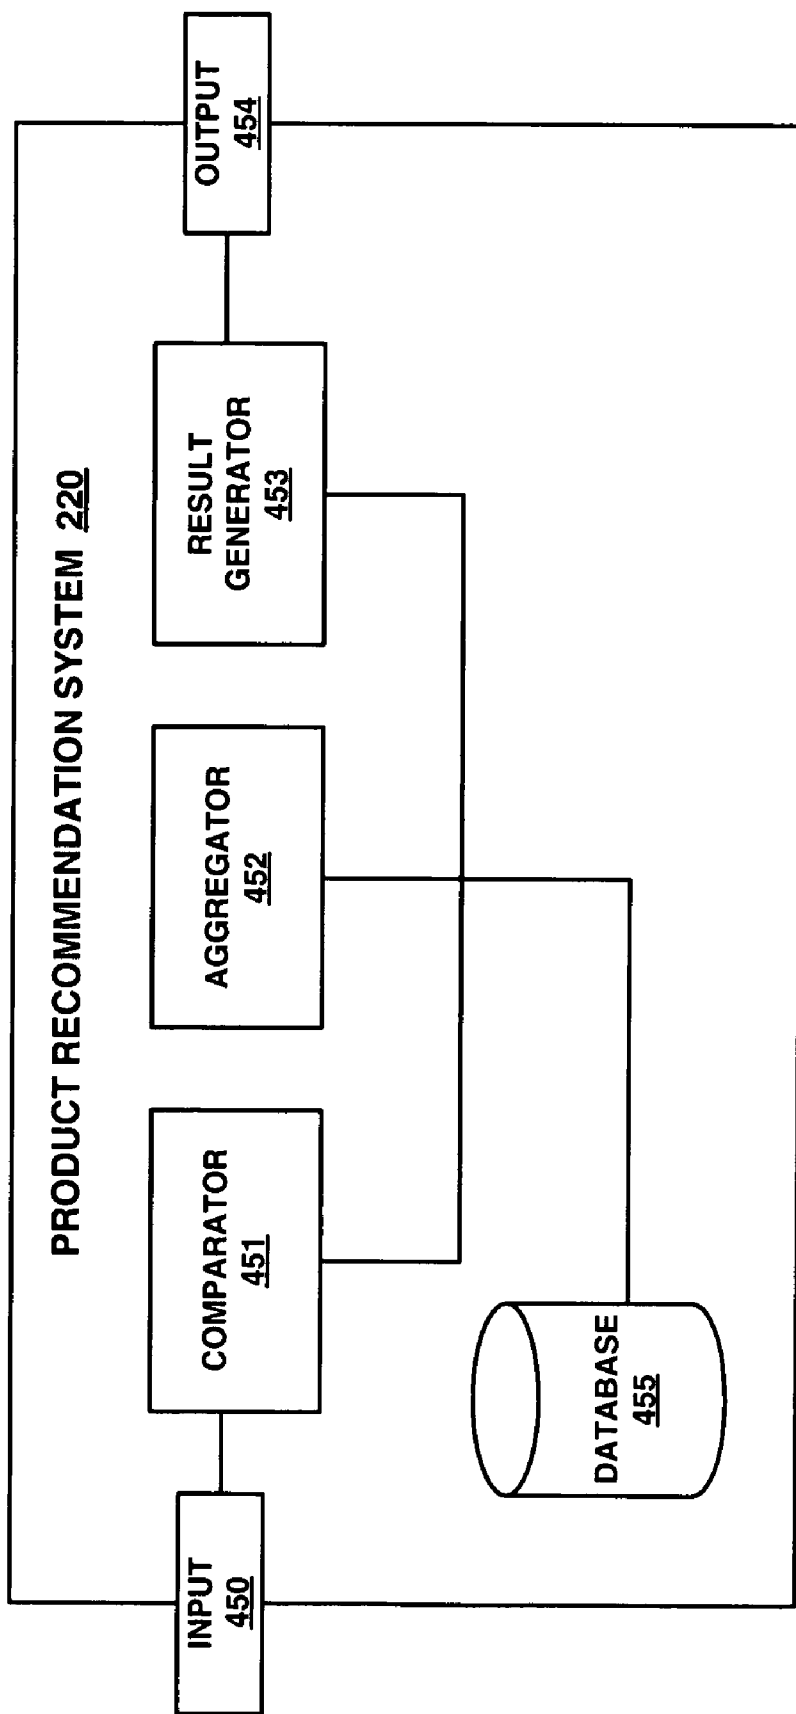 PRODUCT RECOMMENDATION SYSTEM 220
INPUT
450
COMPARATOR
451
AGGREGATOR
452
RESULT
GENERATOR
453
OUTPUT
454
DATABASE
455